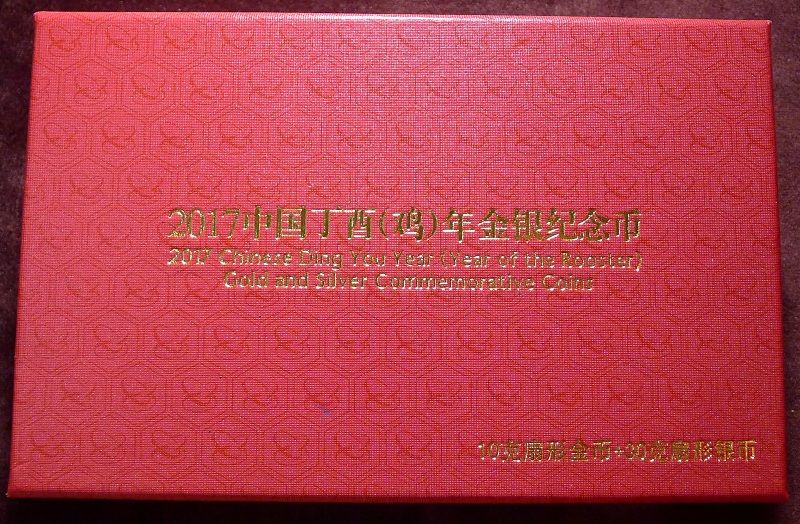 2017中国丁酉(鸡)年金银纪念币
2017 Chinese Ding You Year (Year of the Rooster)
Gold and Silver Commemorative Coins
10克扇形金币+30克扇形银币